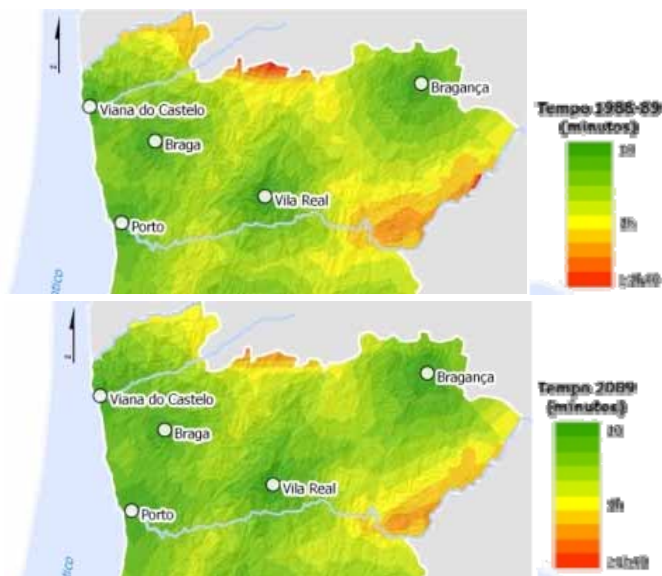 Viana do Castelo
Braga
Bragança
Vila Real
Porto
Tempo 1988-89
(minutos)
Viana do Castelo
Braga
Bragança
Vila Real
Porto
Tempo 2009
(minutos)